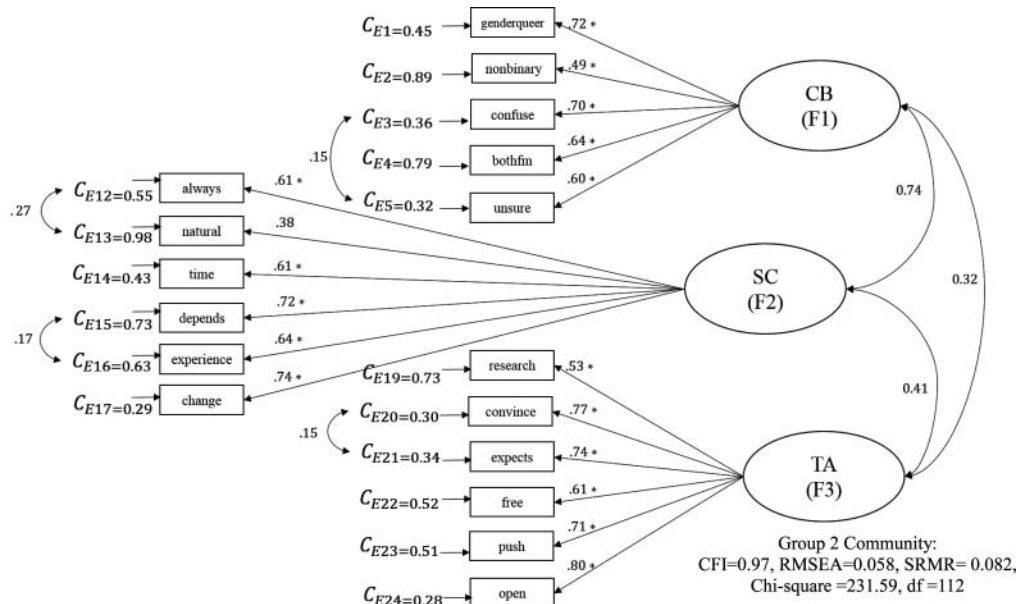 C_E1=0.45 genderqueer .72 *
C_E2=0.89 nonbinary .49 *
C_E3=0.36 confuse .70 *
C_E4=0.79 bothfm .64 *
C_E5=0.32 unsure .60 *
.15
CB
(F1)
C_E12=0.55 always .61 *
C_E13=0.98 natural .38
.27
C_E14=0.43 time .61 *
C_E15=0.73 depends .72 *
C_E16=0.63 experience .64 *
.17
C_E17=0.29 change .74 *
SC
(F2)
0.74
0.32
0.41
C_E19=0.73 research .53 *
C_E20=0.30 convince .77 *
C_E21=0.34 expects .74 *
.15
C_E22=0.52 free .61 *
C_E23=0.51 push .71 *
C_E24=0.28 open .80 *
TA
(F3)
Group 2 Community:
CFI=0.97, RMSEA=0.058, SRMR= 0.082,
Chi-square =231.59, df =112